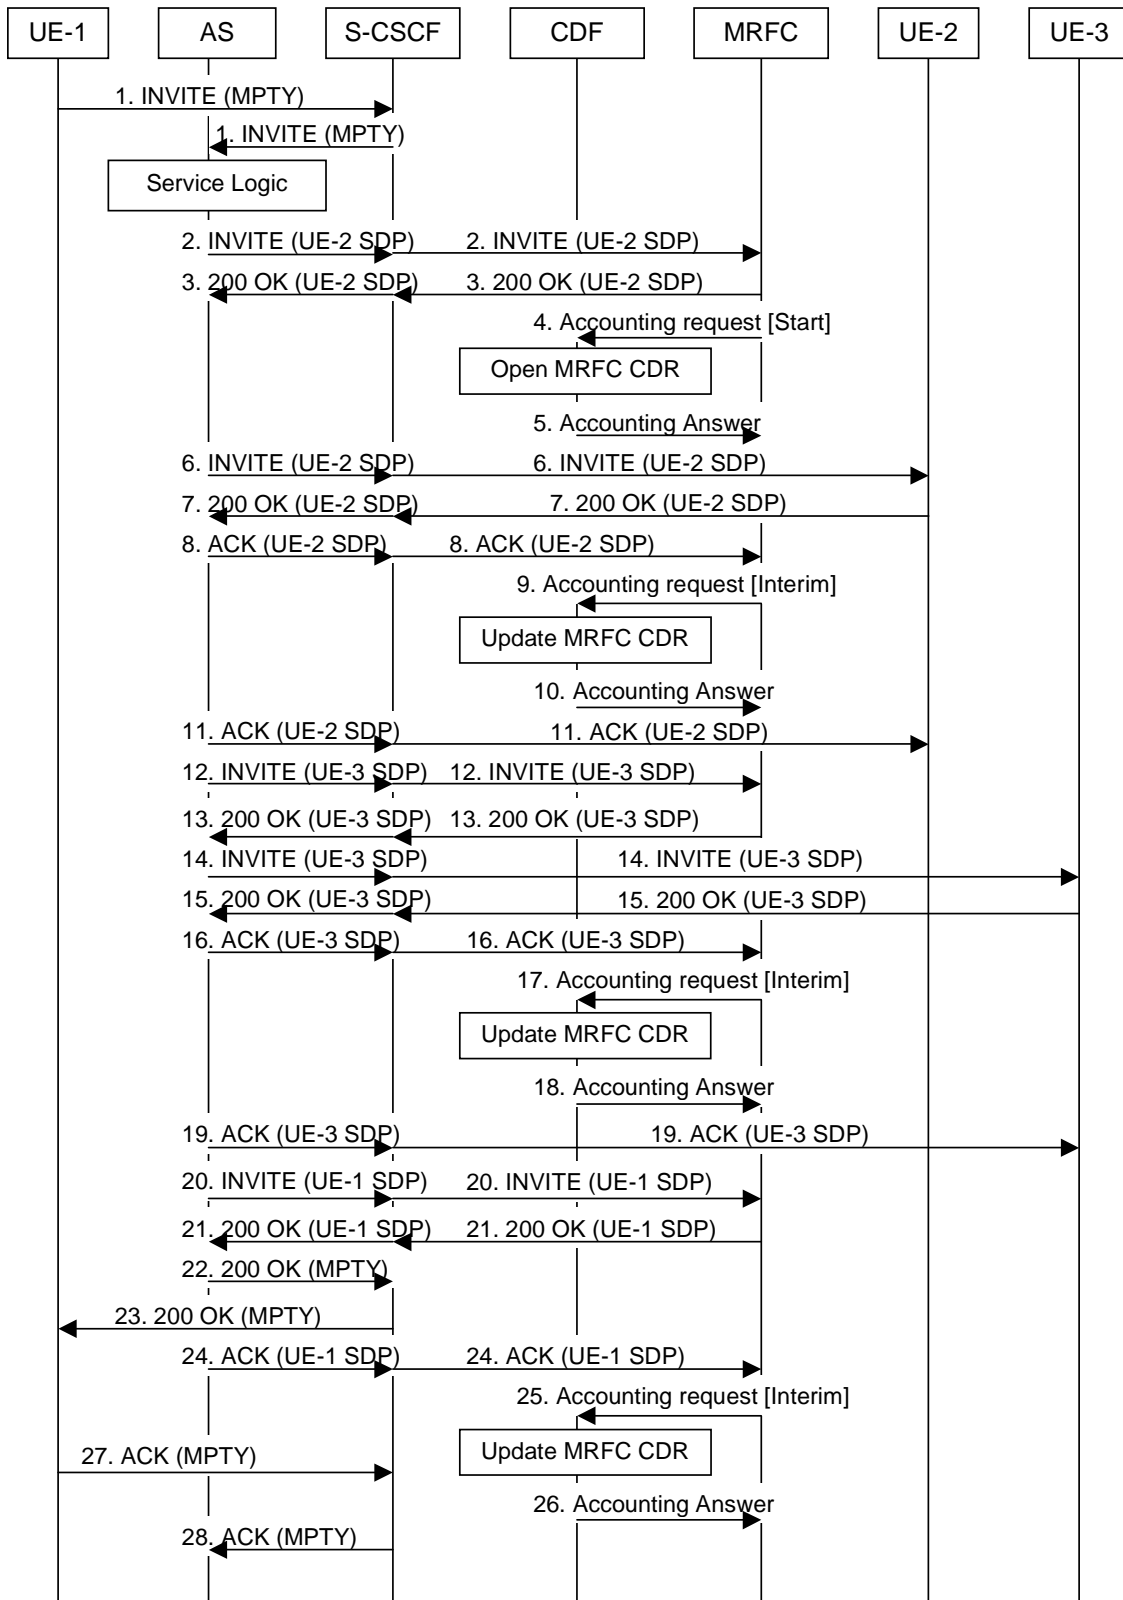 UE-1 AS S-CSCF CDF MRFC UE-2 UE-3
1. INVITE (MPTY)
1. INVITE (MPTY)
Service Logic
2. INVITE (UE-2 SDP) 2. INVITE (UE-2 SDP)
3. 200 OK (UE-2 SDP) 3. 200 OK (UE-2 SDP)
4. Accounting request [Start]
Open MRFC CDR
5. Accounting Answer
6. INVITE (UE-2 SDP) 6. INVITE (UE-2 SDP)
7. 200 OK (UE-2 SDP) 7. 200 OK (UE-2 SDP)
8. ACK (UE-2 SDP) 8. ACK (UE-2 SDP)
9. Accounting request [Interim]
Update MRFC CDR
10. Accounting Answer
11. ACK (UE-2 SDP) 11. ACK (UE-2 SDP)
12. INVITE (UE-3 SDP) 12. INVITE (UE-3 SDP)
13. 200 OK (UE-3 SDP) 13. 200 OK (UE-3 SDP)
14. INVITE (UE-3 SDP) 14. INVITE (UE-3 SDP)
15. 200 OK (UE-3 SDP) 15. 200 OK (UE-3 SDP)
16. ACK (UE-3 SDP) 16. ACK (UE-3 SDP)
17. Accounting request [Interim]
Update MRFC CDR
18. Accounting Answer
19. ACK (UE-3 SDP) 19. ACK (UE-3 SDP)
20. INVITE (UE-1 SDP) 20. INVITE (UE-1 SDP)
21. 200 OK (UE-1 SDP) 21. 200 OK (UE-1 SDP)
22. 200 OK (MPTY)
23. 200 OK (MPTY)
24. ACK (UE-1 SDP) 24. ACK (UE-1 SDP)
25. Accounting request [Interim]
Update MRFC CDR
27. ACK (MPTY)
26. Accounting Answer
28. ACK (MPTY)